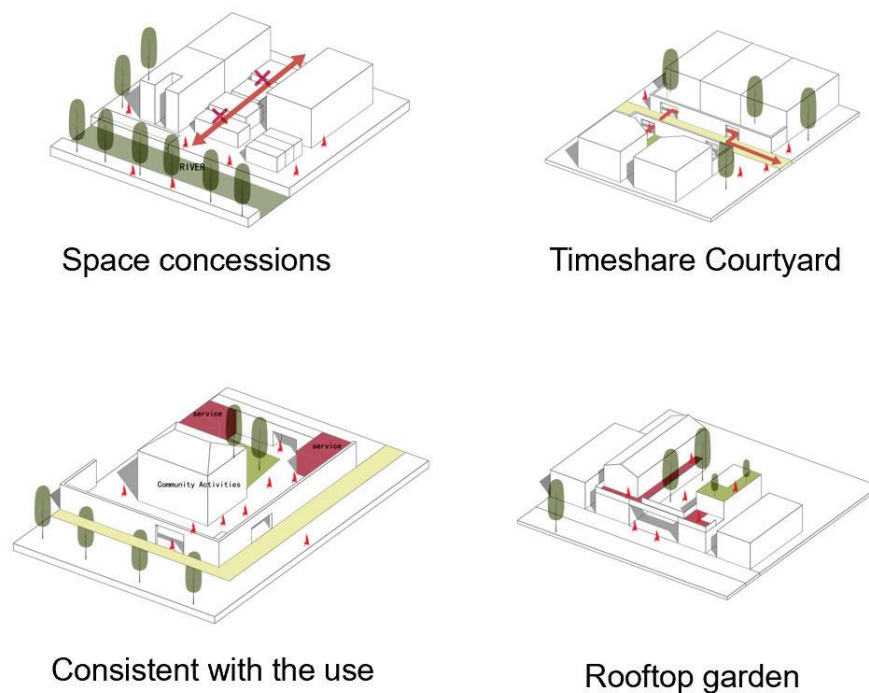 RIVER
Space concessions
Timeshare Courtyard
service
service
Community Activities
Consistent with the use
Rooftop garden